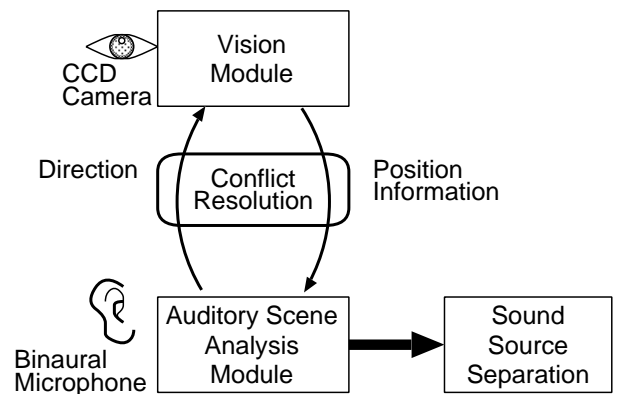 Vision
Module
CCD
Camera
Direction
Conflict
Resolution
Position
Information
Binaural
Microphone
Auditory Scene
Analysis
Module
Sound
Source
Separation